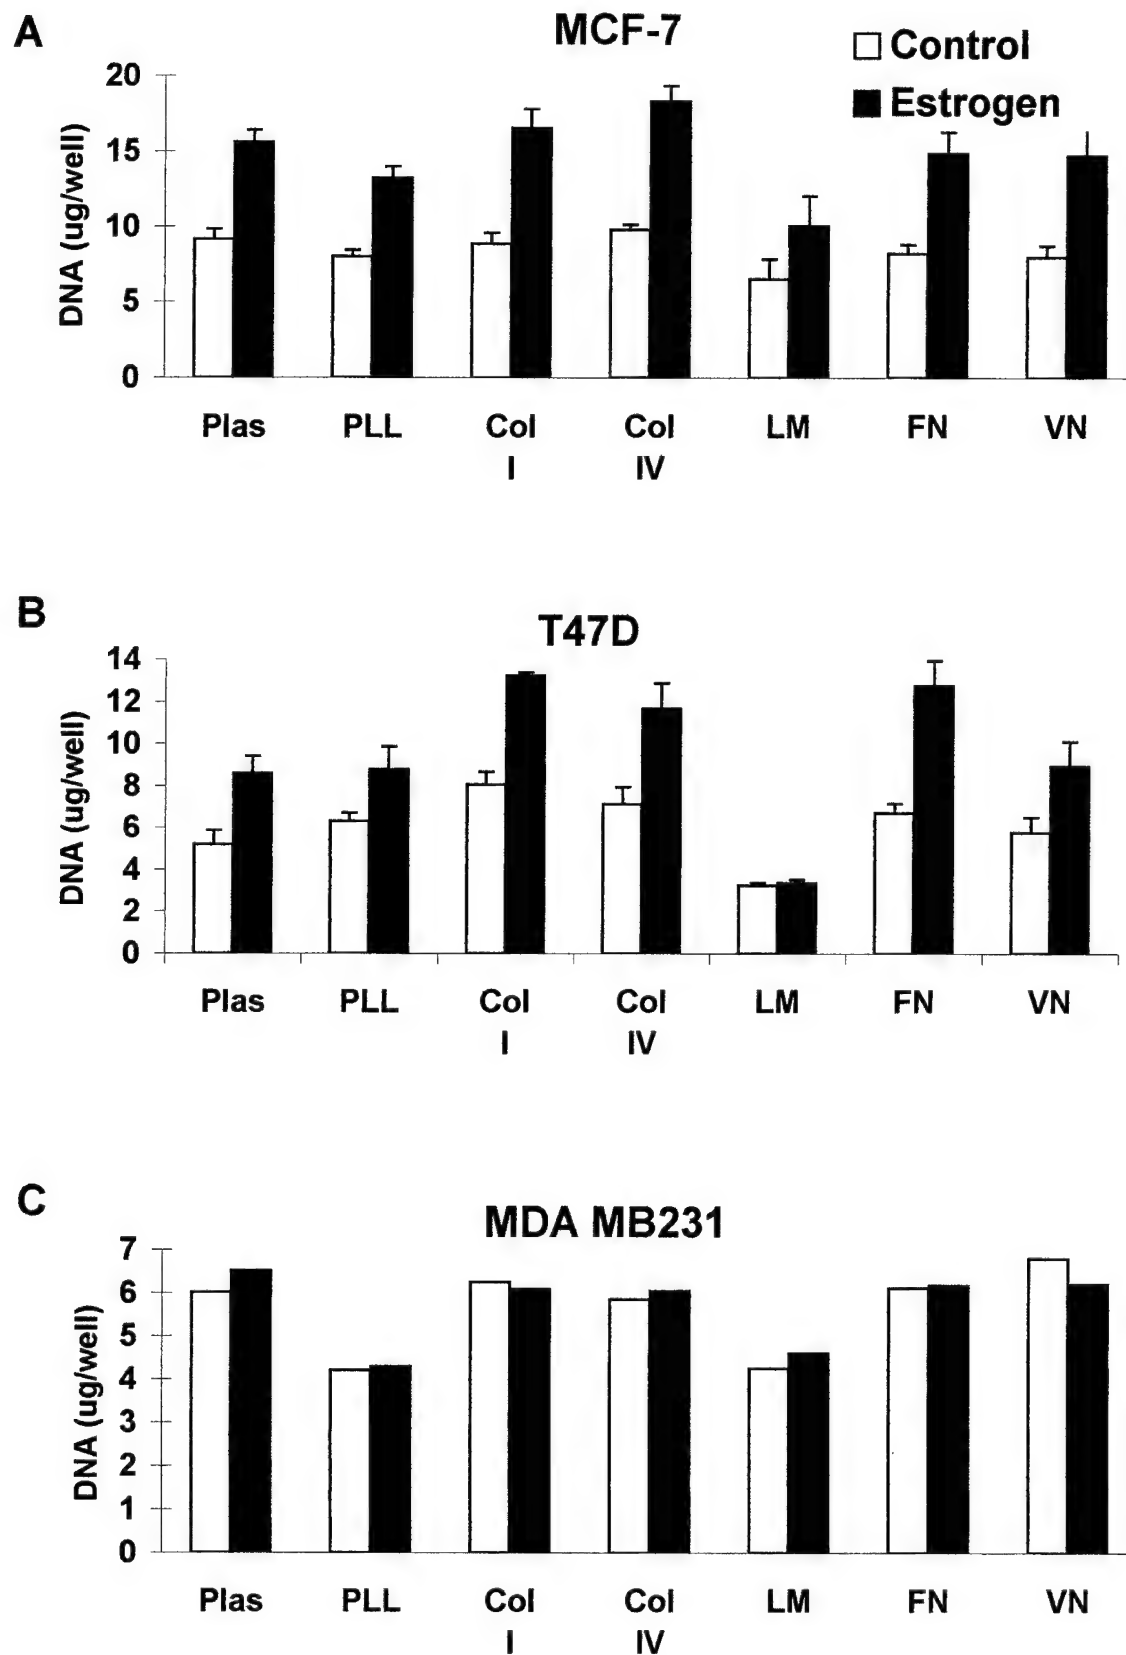 A
MCF-7
Control
Estrogen
20
15
10
5
0
DNA (ug/well)
Plas PLL Col I Col IV LM FN VN
B
T47D
14
12
10
8
6
4
2
0
DNA (ug/well)
Plas PLL Col I Col IV LM FN VN
C
MDA MB231
7
6
5
4
3
2
1
0
DNA (ug/well)
Plas PLL Col I Col IV LM FN VN